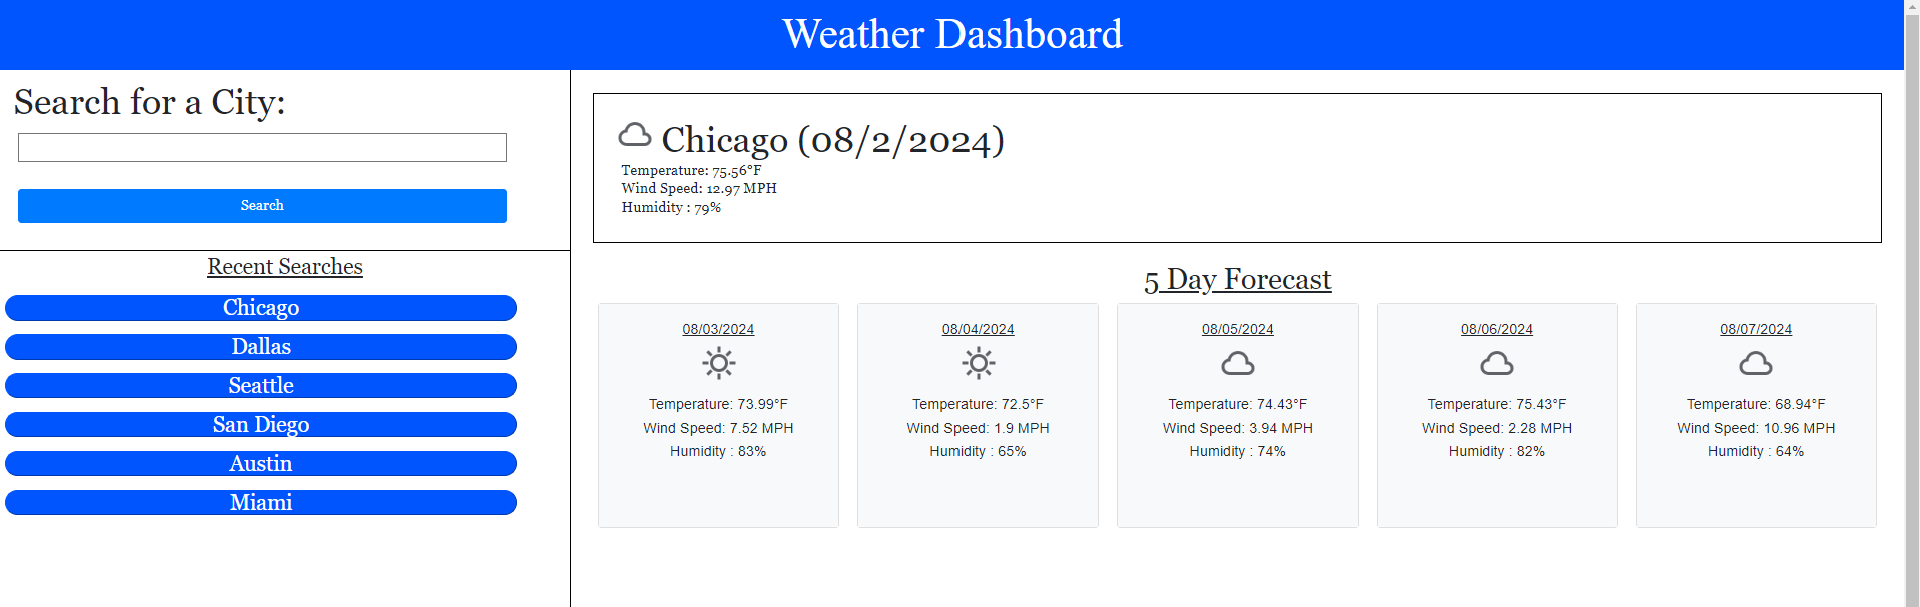 Weather Dashboard
Search for a City:
Search
Recent Searches
Chicago
Dallas
Seattle
San Diego
Austin
Miami
Chicago (08/2/2024)
Temperature: 75.56°F
Wind Speed: 12.97 MPH
Humidity : 79%
5 Day Forecast
08/03/2024
Temperature: 73.99°F
Wind Speed: 7.52 MPH
Humidity : 83%
08/04/2024
Temperature: 72.5°F
Wind Speed: 1.9 MPH
Humidity : 65%
08/05/2024
Temperature: 74.43°F
Wind Speed: 3.94 MPH
Humidity : 74%
08/06/2024
Temperature: 75.43°F
Wind Speed: 2.28 MPH
Humidity : 82%
08/07/2024
Temperature: 68.94°F
Wind Speed: 10.96 MPH
Humidity : 64%